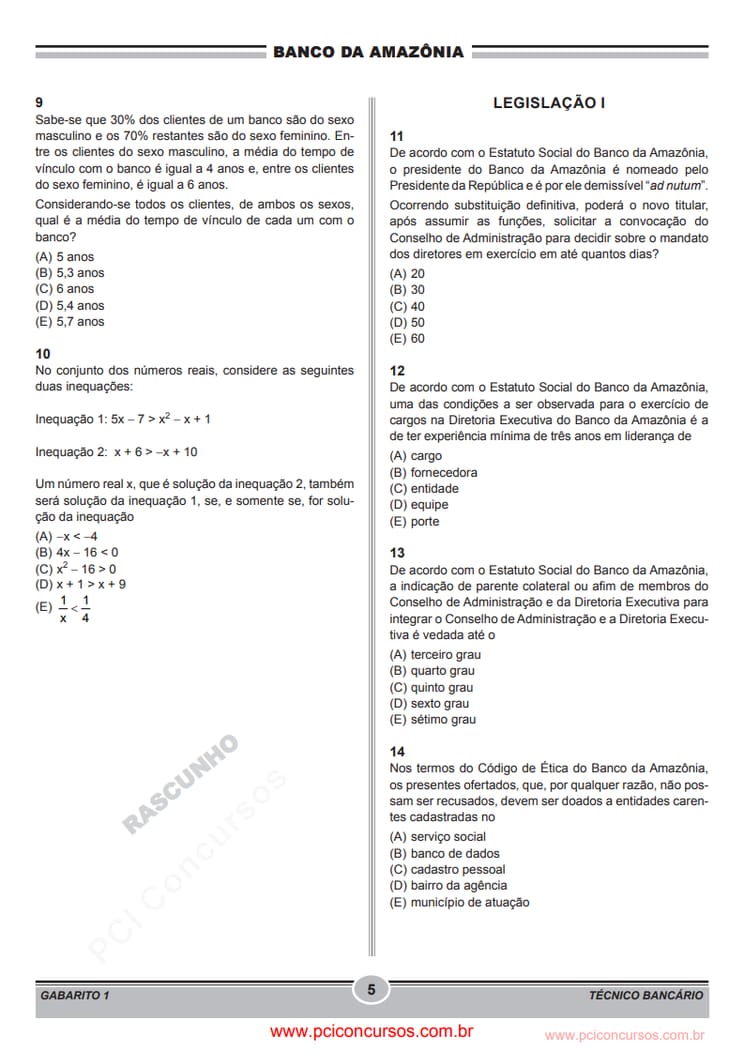 BANCO DA AMAZÔNIA
9
Sabe-se que 30% dos clientes de um banco são do sexo
masculino e os 70% restantes são do sexo feminino. En-
tre os clientes do sexo masculino, a média do tempo de
vínculo com o banco é igual a 4 anos e, entre os clientes
do sexo feminino, é igual a 6 anos.
Considerando-se todos os clientes, de ambos os sexos,
qual é a média do tempo de vínculo de cada um com o
banco?
(A) 5 anos
(B) 5,3 anos
(C) 6 anos
(D) 5,4 anos
(E) 5,7 anos
10
No conjunto dos números reais, considere as seguintes
duas inequações:
Inequação 1: 5x – 7 > x² – x + 1
Inequação 2: x + 6 > –x + 10
Um número real x, que é solução da inequação 2, também
será solução da inequação 1, se, e somente se, for solu-
ção da inequação
(A) –x < –4
(B) 4x – 16 < 0
(C) x² – 16 > 0
(D) x + 1 > x + 9
(E) 1/x < 1/4
RASCUNHO
PCI Concursos
LEGISLAÇÃO I
11
De acordo com o Estatuto Social do Banco da Amazônia,
o presidente do Banco da Amazônia é nomeado pelo
Presidente da República e é por ele demissível “ad nutum”.
Ocorrendo substituição definitiva, poderá o novo titular,
após assumir as funções, solicitar a convocação do
Conselho de Administração para decidir sobre o mandato
dos diretores em exercício em até quantos dias?
(A) 20
(B) 30
(C) 40
(D) 50
(E) 60
12
De acordo com o Estatuto Social do Banco da Amazônia,
uma das condições a ser observada para o exercício de
cargos na Diretoria Executiva do Banco da Amazônia é a
de ter experiência mínima de três anos em liderança de
(A) cargo
(B) fornecedora
(C) entidade
(D) equipe
(E) porte
13
De acordo com o Estatuto Social do Banco da Amazônia,
a indicação de parente colateral ou afim de membros do
Conselho de Administração e da Diretoria Executiva para
integrar o Conselho de Administração e a Diretoria Execu-
tiva é vedada até o
(A) terceiro grau
(B) quarto grau
(C) quinto grau
(D) sexto grau
(E) sétimo grau
14
Nos termos do Código de Ética do Banco da Amazônia,
os presentes ofertados, que, por qualquer razão, não pos-
sam ser recusados, devem ser doados a entidades caren-
tes cadastradas no
(A) serviço social
(B) banco de dados
(C) cadastro pessoal
(D) bairro da agência
(E) município de atuação
GABARITO 1
5
TÉCNICO BANCÁRIO
www.pciconcursos.com.br
www.pciconcursos.com.br